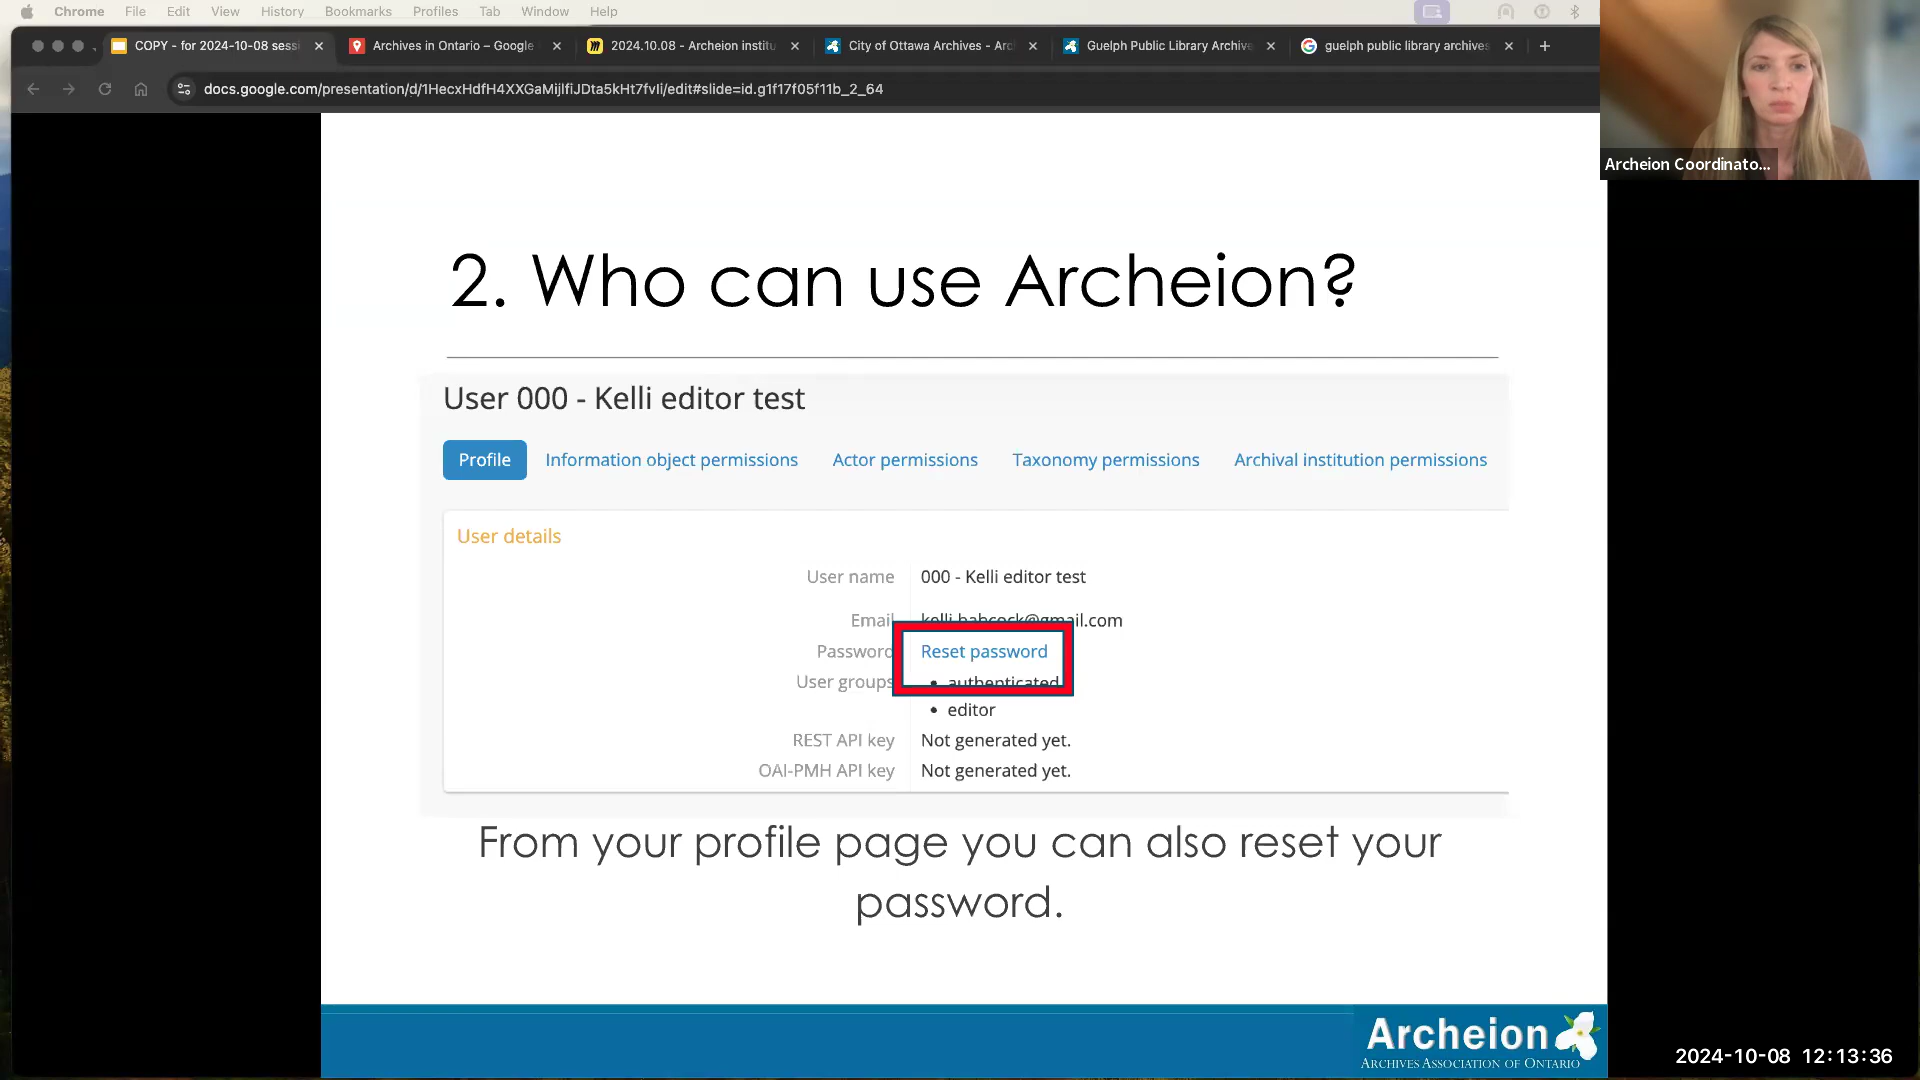 Chrome File Edit View History Bookmarks Profiles Tab Window Help
COPY - for 2024-10-08 sessi
Archives in Ontario – Google
2024.10.08 - Archeion institu
City of Ottawa Archives - Arc
Guelph Public Library Archive
guelph public library archives
docs.google.com/presentation/d/1HecxHdfH4XXGaMijlfiJDta5kHt7fvIi/edit#slide=id.g1f17f05f11b_2_64
Archeion Coordinato...
2. Who can use Archeion?
User 000 - Kelli editor test
Profile Information object permissions Actor permissions Taxonomy permissions Archival institution permissions
User details
User name 000 - Kelli editor test
Email kelli.babcock@gmail.com
Password Reset password
User groups • authenticated
• editor
REST API key Not generated yet.
OAI-PMH API key Not generated yet.
From your profile page you can also reset your
password.
Archeion
ARCHIVES ASSOCIATION OF ONTARIO
2024-10-08 12:13:36